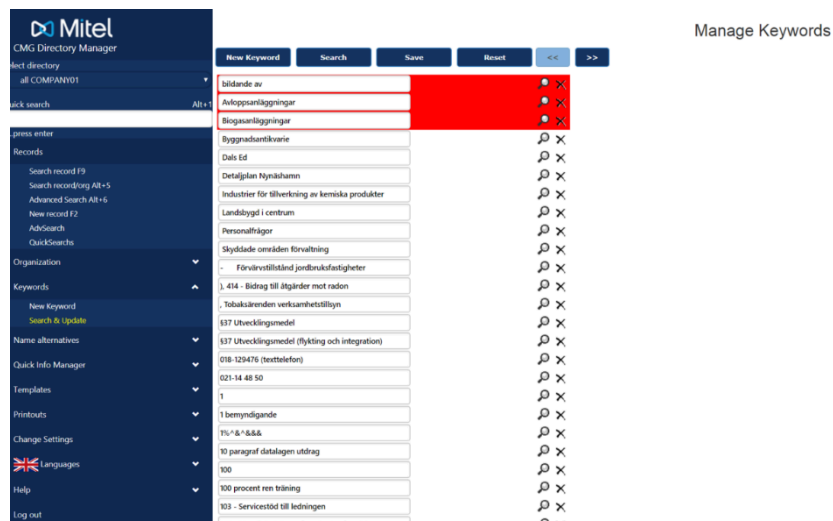 Mitel
CMG Directory Manager
elect directory
all COMPANY01
uick search Alt+1
..press enter
Records
Search record F9
Search record/org Alt+5
Advanced Search Alt+6
New record F2
AdvSearch
QuickSearchs
Organization
Keywords
New Keyword
Search & Update
Name alternatives
Quick Info Manager
Templates
Printouts
Change Settings
Languages
Help
Log out
Manage Keywords
New Keyword Search Save Reset << >>
bildande av
Avloppsanläggningar
Biogasanläggningar
Byggnadsantikvarie
Dals Ed
Detaljplan Nynäshamn
Industrier för tillverkning av kemiska produkter
Landsbygd i centrum
Personalfrågor
Skyddade områden förvaltning
- Förvärvstillstånd jordbruksfastigheter
), 414 - Bidrag till åtgärder mot radon
, Tobaksärenden verksamhetstillsyn
§37 Utvecklingsmedel
§37 Utvecklingsmedel (flykting och integration)
018-129476 (texttelefon)
021-14 48 50
1
1 bemyndigande
1%^&^&&&
10 paragraf datalagen utdrag
100
100 procent ren träning
103 - Servicestöd till ledningen